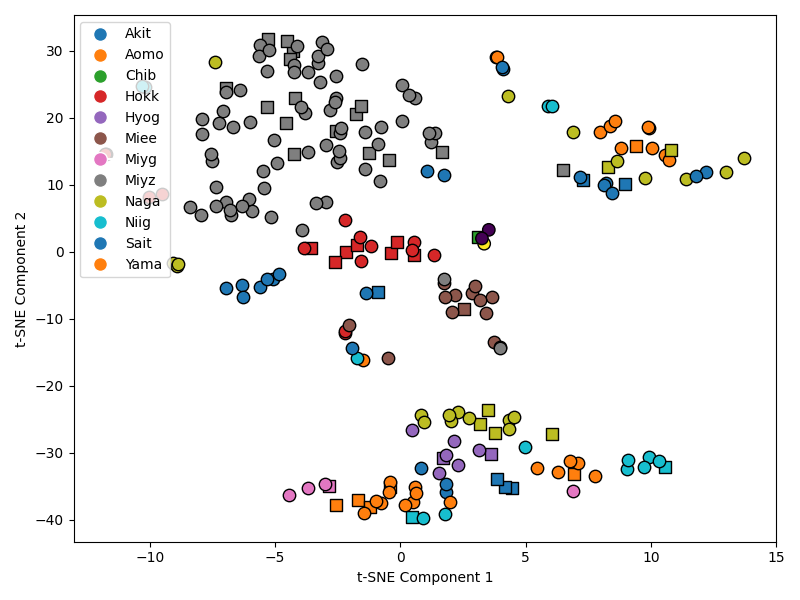 Akit
Aomo
Chib
Hokk
Hyog
Miee
Miyg
Miyz
Naga
Niig
Sait
Yama
30
20
10
0
−10
−20
−30
−40
t-SNE Component 2
−10
−5
0
5
10
15
t-SNE Component 1